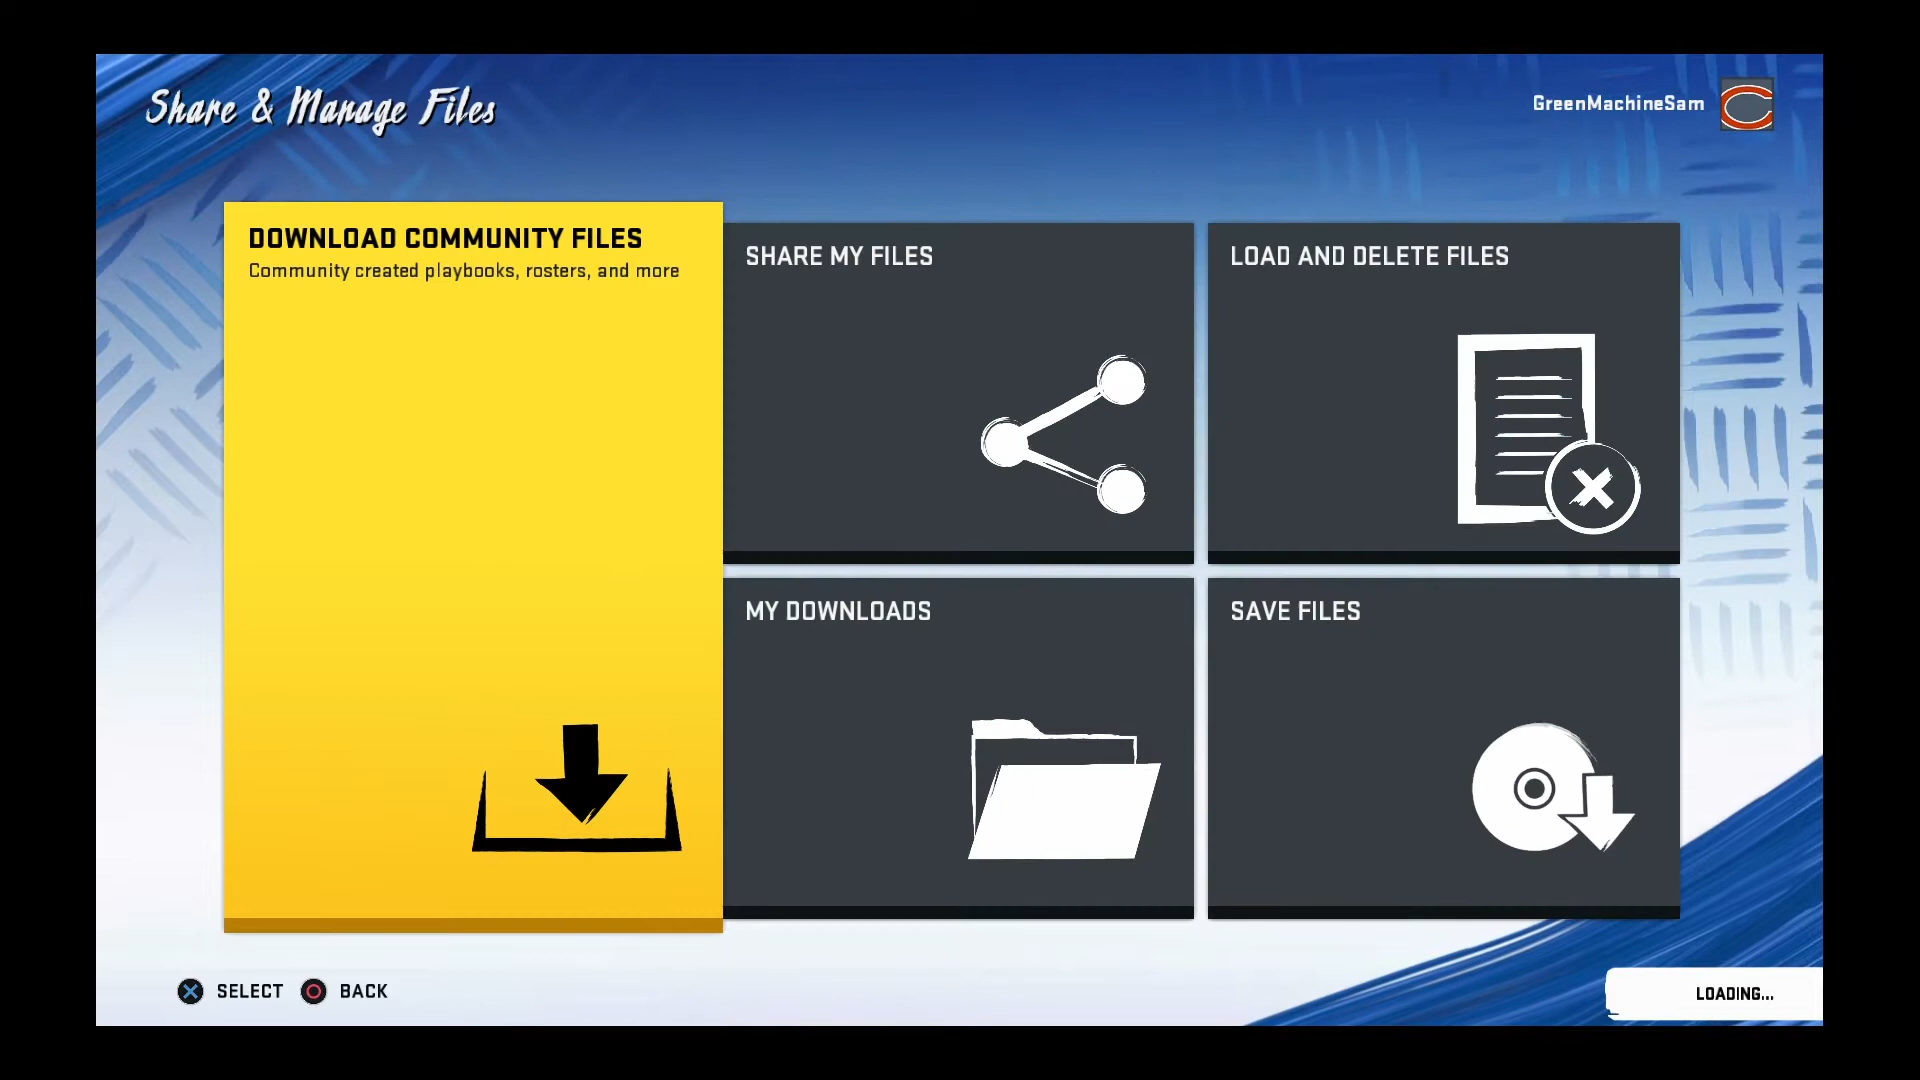 Share & Manage Files
GreenMachineSam
DOWNLOAD COMMUNITY FILES
Community created playbooks, rosters, and more
SHARE MY FILES
LOAD AND DELETE FILES
MY DOWNLOADS
SAVE FILES
SELECT
BACK
LOADING...